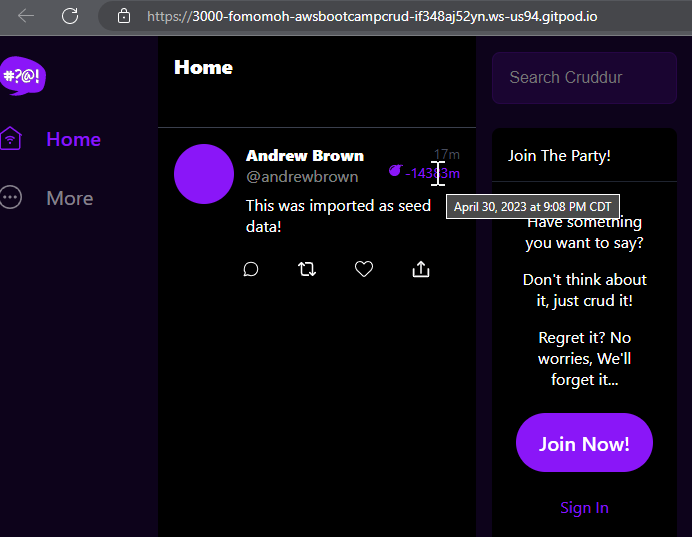 https://3000-fomomoh-awsbootcampcrud-if348aj52yn.ws-us94.gitpod.io
#?@!
Home
More
Home
Andrew Brown
17m
@andrewbrown
-14383m
April 30, 2023 at 9:08 PM CDT
This was imported as seed
data!
Search Cruddur
Join The Party!
Have something
you want to say?
Don't think about
it, just crud it!
Regret it? No
worries, We'll
forget it...
Join Now!
Sign In